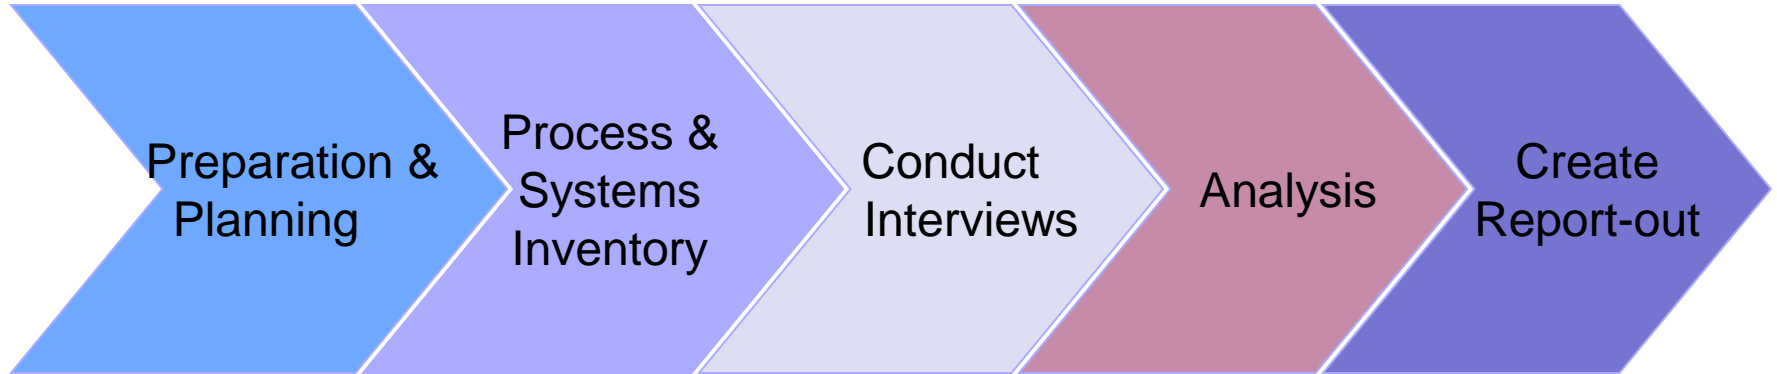 Preparation &
Planning
Process &
Systems
Inventory
Conduct
Interviews
Analysis
Create
Report-out